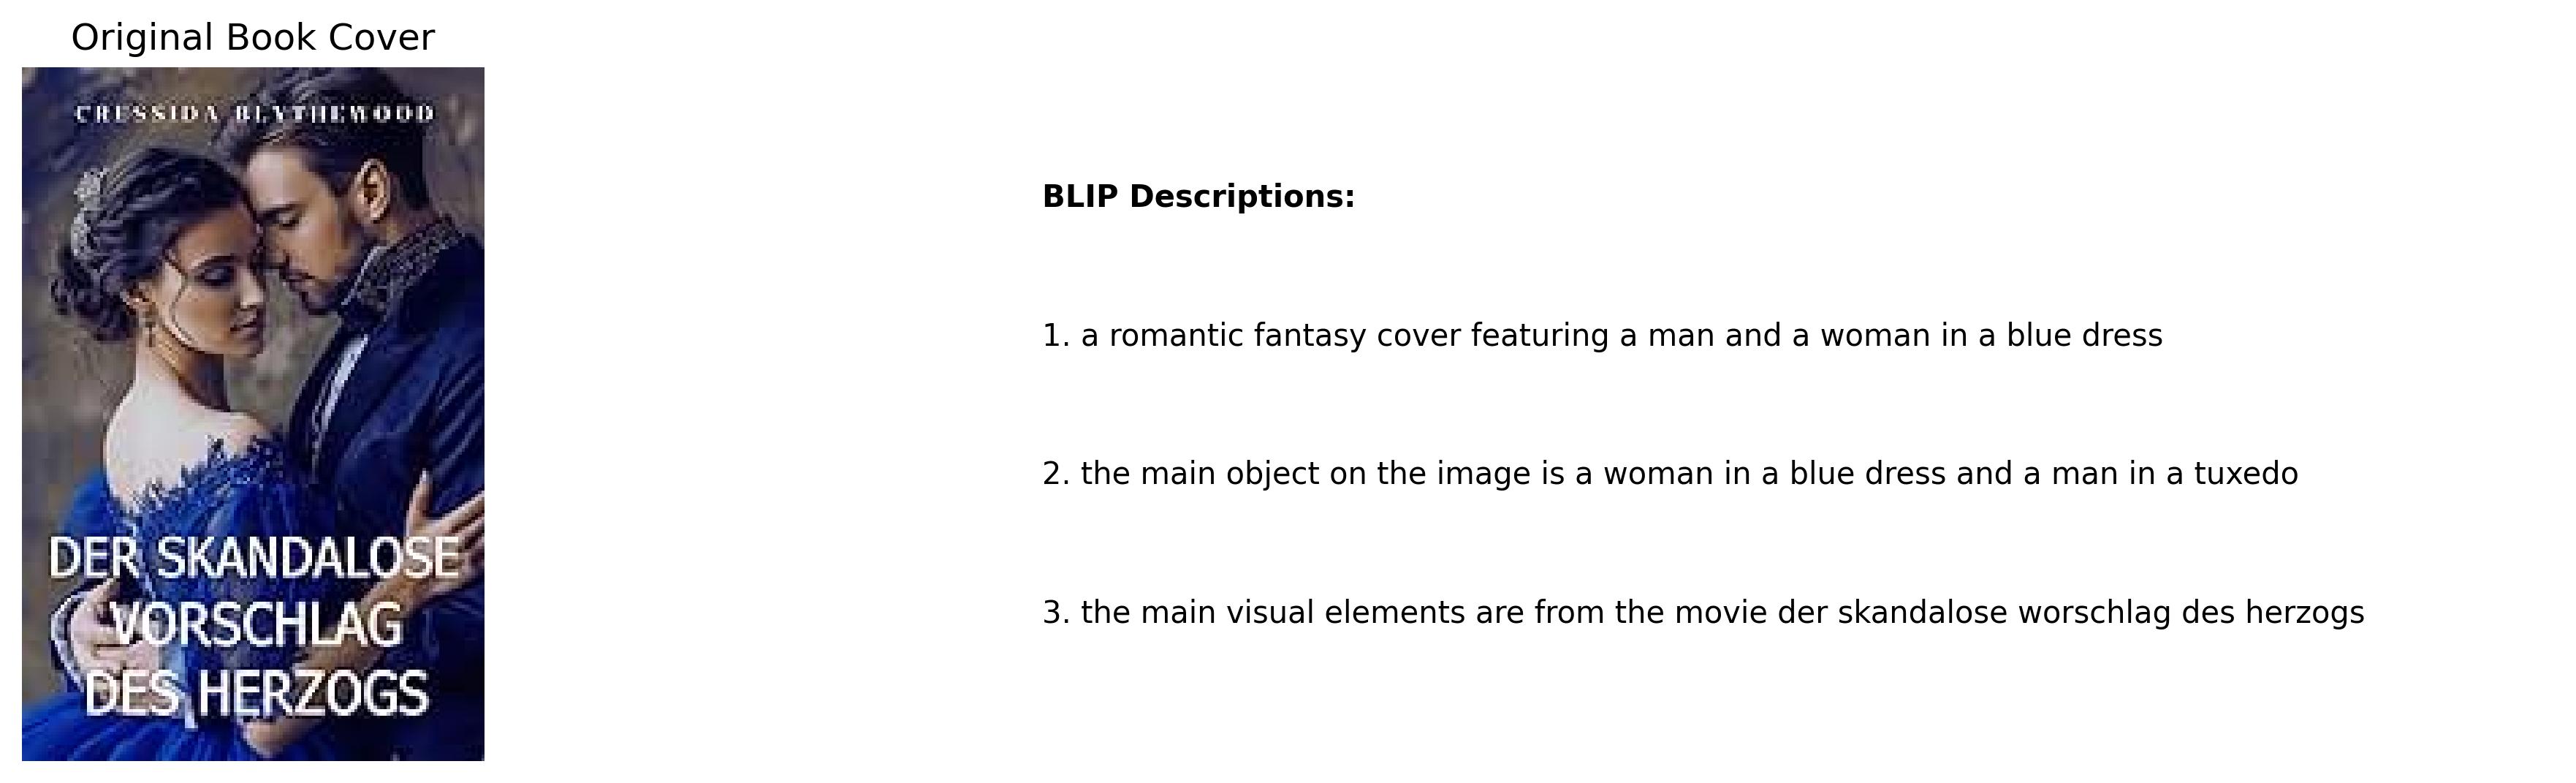 Original Book Cover
CRESSIDA BLYTHEWOOD
DER SKANDALOSE
VORSCHLAG
DES HERZOGS
BLIP Descriptions:
1. a romantic fantasy cover featuring a man and a woman in a blue dress
2. the main object on the image is a woman in a blue dress and a man in a tuxedo
3. the main visual elements are from the movie der skandalose worschlag des herzogs